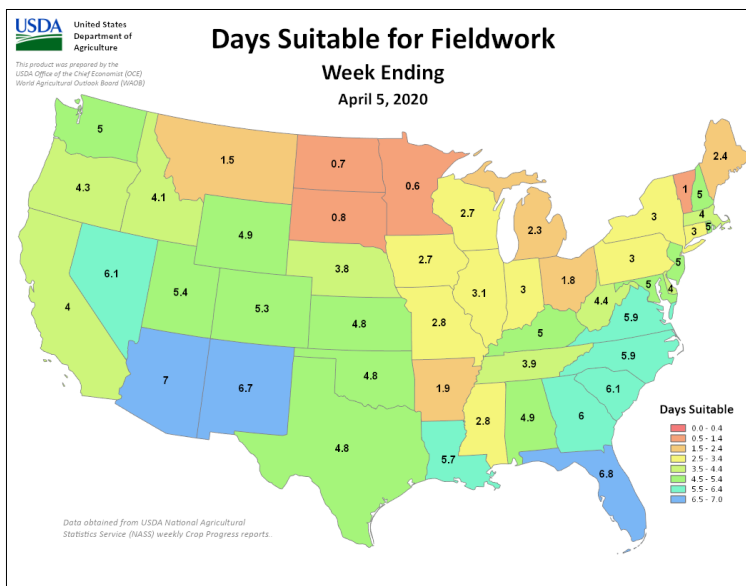 USDA
United States
Department of
Agriculture
This product was prepared by the
USDA Office of the Chief Economist (OCE)
World Agricultural Outlook Board (WAOB)
Days Suitable for Fieldwork
Week Ending
April 5, 2020
5
1.5
0.7
0.6
2.4
1
5
4.3
4.1
0.8
2.7
2.3
3
4
3
5
4.9
6.1
3.8
2.7
3.1
3
1.8
3
5
5
4
4.4
4
5.4
5.3
4.8
2.8
5
5.9
5.9
3.9
7
6.7
4.8
1.9
6.1
2.8
4.9
6
4.8
5.7
6.8
Days Suitable
0.0 - 0.4
0.5 - 1.4
1.5 - 2.4
2.5 - 3.4
3.5 - 4.4
4.5 - 5.4
5.5 - 6.4
6.5 - 7.0
Data obtained from USDA National Agricultural
Statistics Service (NASS) weekly Crop Progress reports.